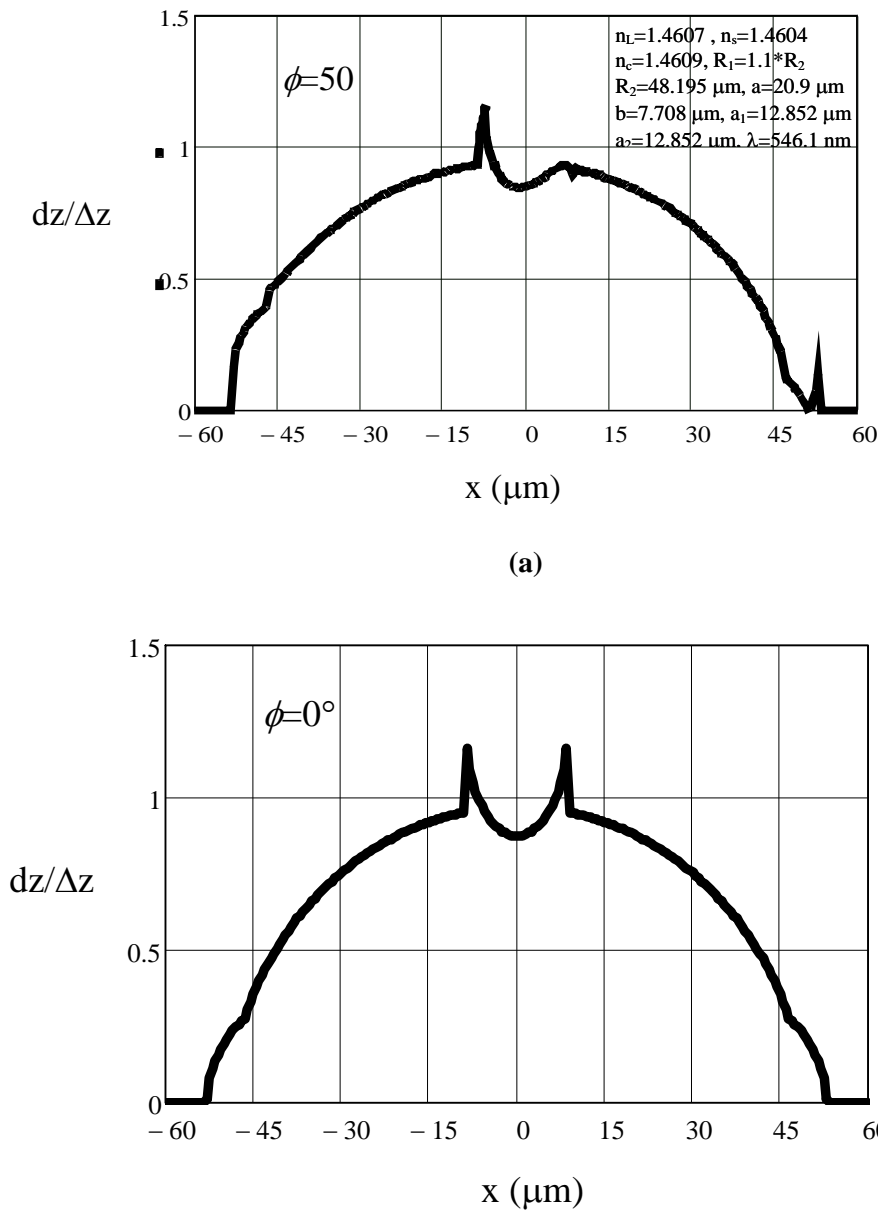 1.5
n_L=1.4607 , n_s=1.4604
n_c=1.4609, R_1=1.1*R_2
R_2=48.195 μm, a=20.9 μm
b=7.708 μm, a_1=12.852 μm
a_2=12.852 μm, λ=546.1 nm
ϕ=50
1
dz/Δz
0.5
0
− 60 − 45 − 30 − 15 0 15 30 45 60
x (μm)
(a)
1.5
ϕ=0°
1
dz/Δz
0.5
0
− 60 − 45 − 30 − 15 0 15 30 45
x (μm)